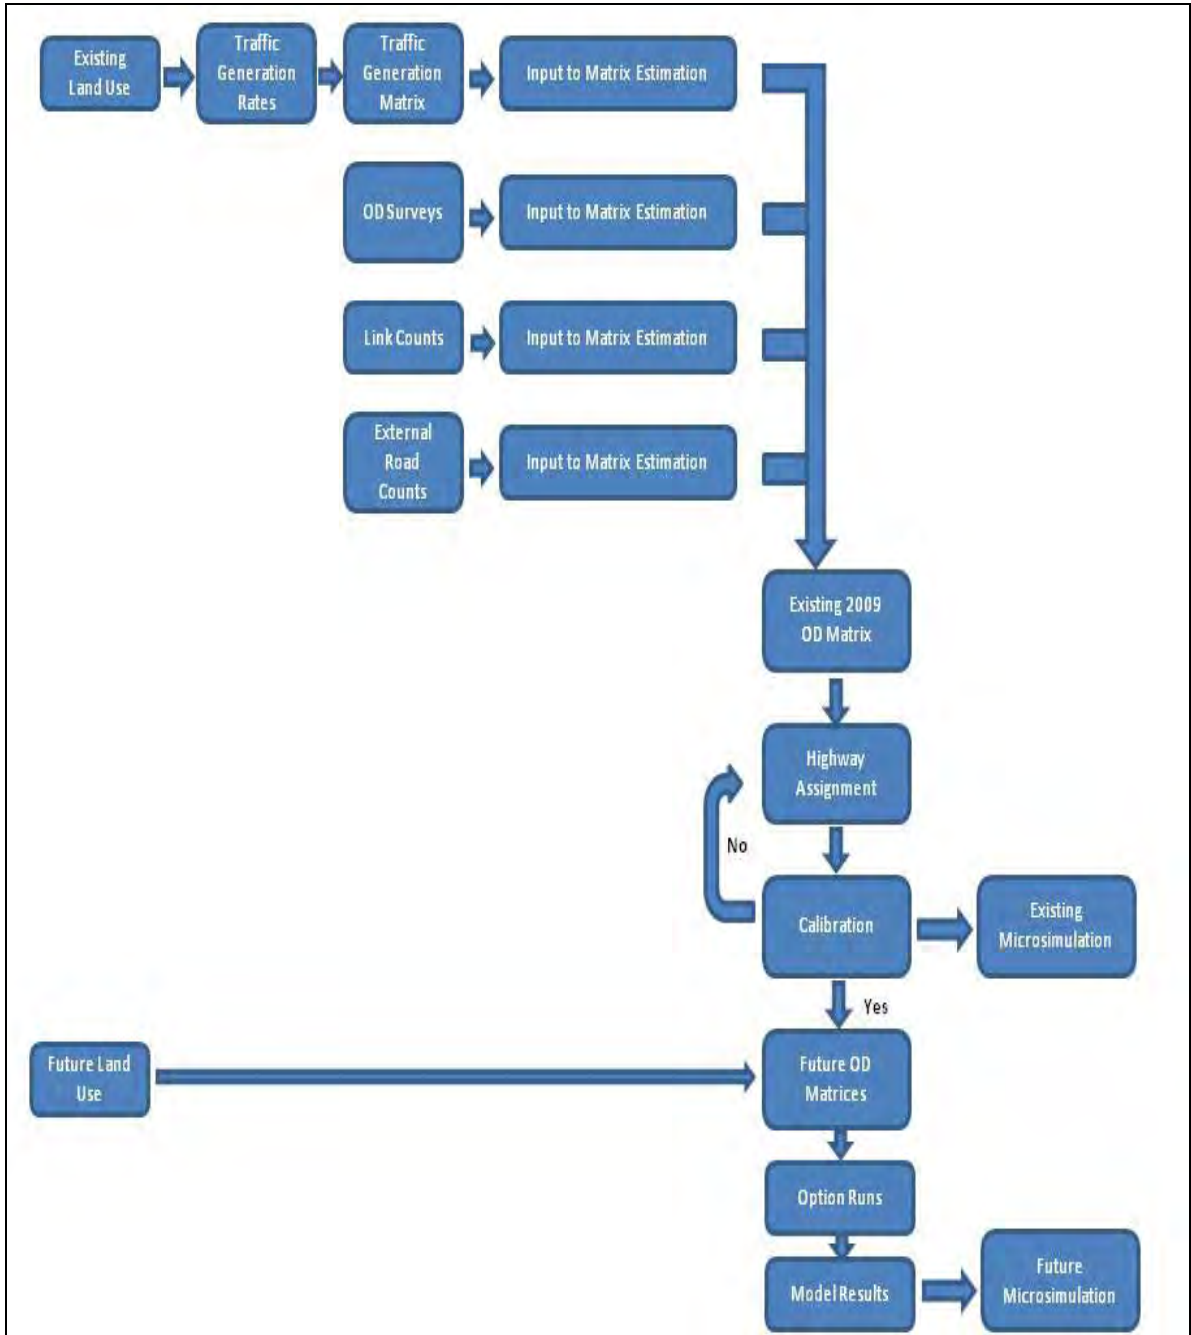 Existing
Land Use
Traffic
Generation
Rates
Traffic
Generation
Matrix
Input to Matrix Estimation
OD Surveys
Input to Matrix Estimation
Link Counts
Input to Matrix Estimation
External
Road
Counts
Input to Matrix Estimation
Existing 2009
OD Matrix
Highway
Assignment
No
Calibration
Existing
Microsimulation
Yes
Future Land
Use
Future OD
Matrices
Option Runs
Model Results
Future
Microsimulation